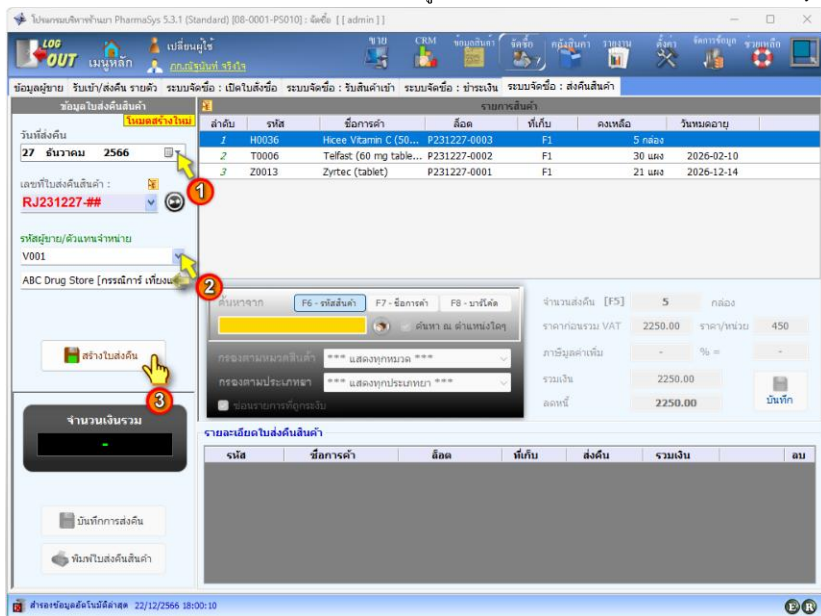 โปรแกรมบริหารร้านยา PharmaSys 5.3.1 (Standard) [08-0001-PS010] : จัดซื้อ [ [ admin ] ]
LOG OUT เมนูหลัก เปลี่ยนผู้ใช้ ขาย CRM ข้อมูลสินค้า จัดซื้อ คลังสินค้า รายงาน ตั้งค่า จัดการข้อมูล ช่วยเหลือ
ข้อมูลผู้ขาย รับเข้า/ส่งคืน รายตัว ระบบจัดซื้อ : เปิดใบสั่งซื้อ ระบบจัดซื้อ : รับสินค้าเข้า ระบบจัดซื้อ : ชำระเงิน ระบบจัดซื้อ : ส่งคืนสินค้า
ข้อมูลใบส่งคืนสินค้า รายการสินค้า
โหมดสร้างใหม่
ลำดับ รหัส ชื่อการค้า ล็อต ที่เก็บ คงเหลือ วันหมดอายุ
1 H0036 Hicee Vitamin C (50... P231227-0003 F1 5 กล่อง
2 T0006 Telfast (60 mg table... P231227-0002 F1 30 แผง 2026-02-10
3 Z0013 Zyrtec (tablet) P231227-0001 F1 21 แผง 2026-12-14
วันที่ส่งคืน
27 ธันวาคม 2566
1
เลขที่ใบส่งคืนสินค้า :
RJ231227-##
รหัสผู้ขาย/ตัวแทนจำหน่าย
V001
2
ABC Drug Store [กรรณิการ์ เที่ยงแ
สร้างใบส่งคืน
3
ค้นหาจาก F6 - รหัสสินค้า F7 - ชื่อการค้า F8 - บาร์โค้ด
ค้นหา ณ ตำแหน่งใดๆ
กรองตามหมวดสินค้า *** แสดงทุกหมวด ***
กรองตามประเภทยา *** แสดงทุกประเภทยา ***
ซ่อนรายการที่ถูกระงับ
จำนวนส่งคืน [F5] 5 กล่อง
ราคาก่อนรวม VAT 2250.00 ราคา/หน่วย 450
ภาษีมูลค่าเพิ่ม - % = -
รวมเงิน 2250.00
ลดหนี้ 2250.00 บันทึก
จำนวนเงินรวม
-
บันทึกการส่งคืน
พิมพ์ใบส่งคืนสินค้า
รายละเอียดใบส่งคืนสินค้า
รหัส ชื่อการค้า ล็อต ที่เก็บ ส่งคืน รวมเงิน ลบ
สำรองข้อมูลอัตโนมัติล่าสุด 22/12/2566 18:00:10 E R